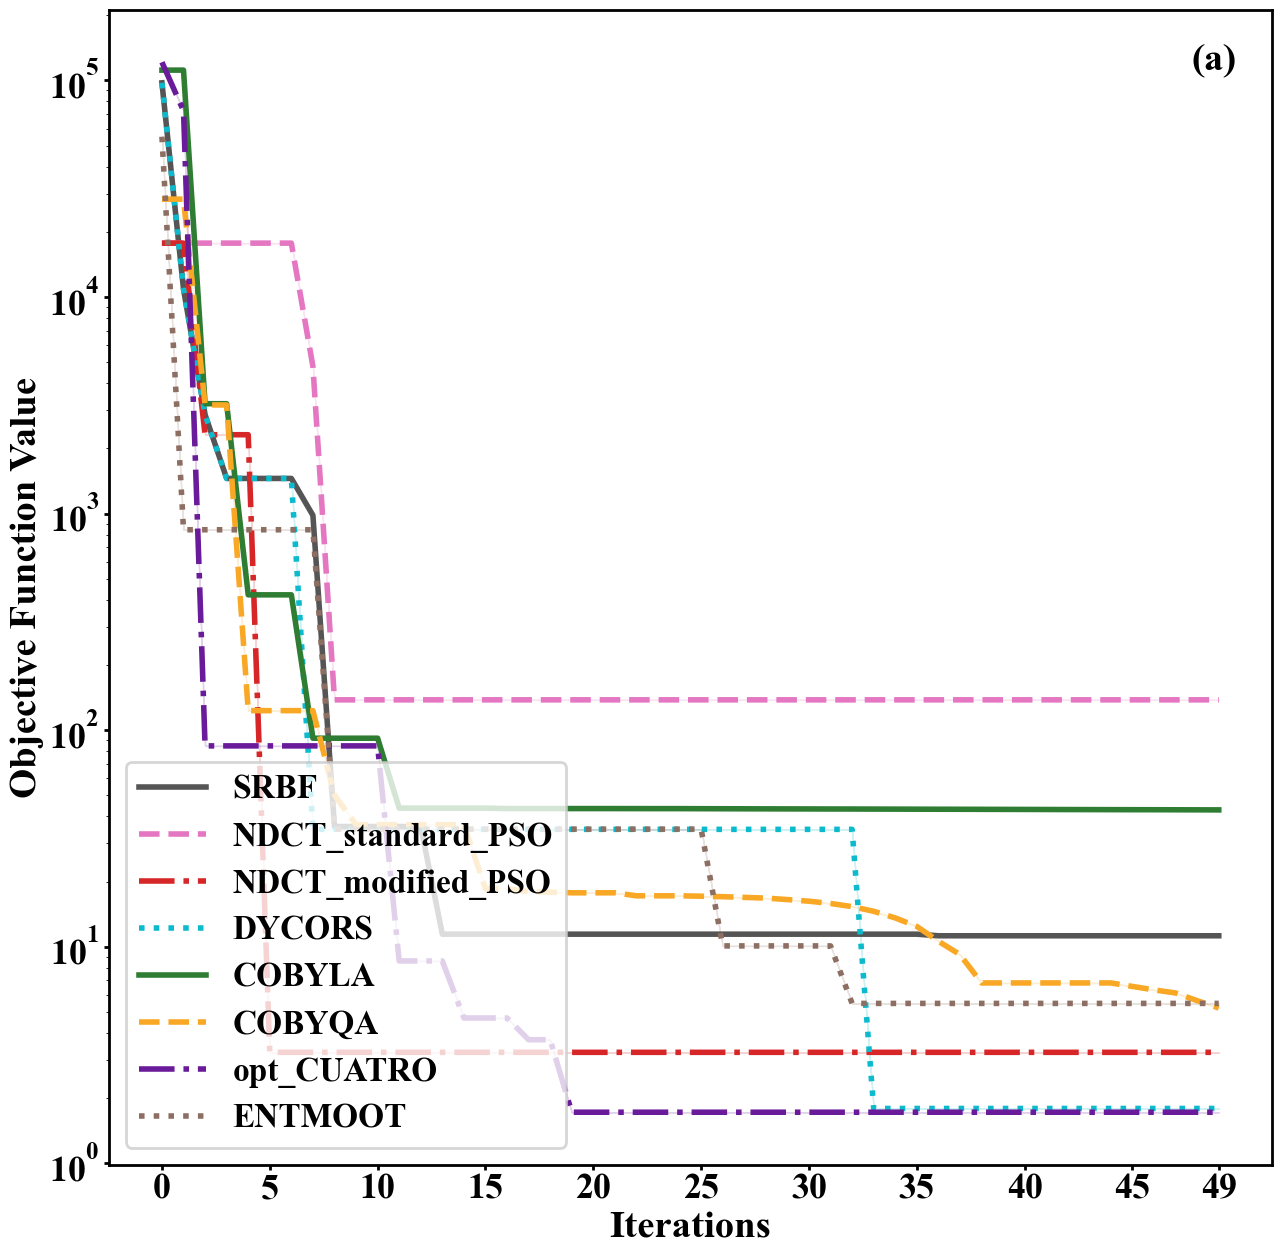 (a)
10^5
10^4
10^3
10^2
10^1
10^0
Objective Function Value
SRBF
NDCT_standard_PSO
NDCT_modified_PSO
DYCORS
COBYLA
COBYQA
opt_CUATRO
ENTMOOT
0 5 10 15 20 25 30 35 40 45 49
Iterations